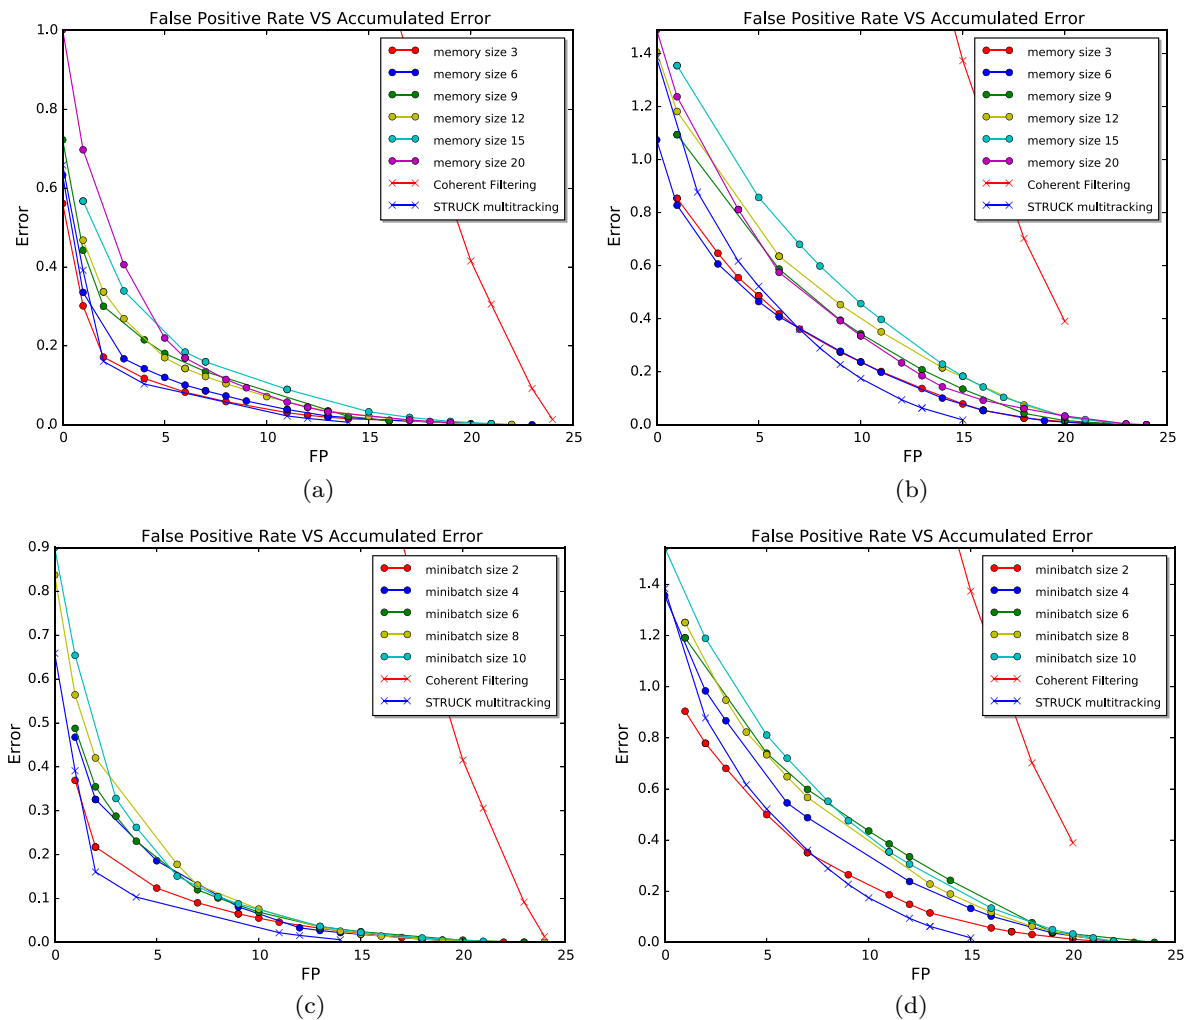 False Positive Rate VS Accumulated Error
1.0
0.8
0.6
0.4
0.2
0.0
Error
0 5 10 15 20 25
FP
memory size 3
memory size 6
memory size 9
memory size 12
memory size 15
memory size 20
Coherent Filtering
STRUCK multitracking
(a)
False Positive Rate VS Accumulated Error
1.4
1.2
1.0
0.8
0.6
0.4
0.2
0.0
Error
0 5 10 15 20 25
FP
memory size 3
memory size 6
memory size 9
memory size 12
memory size 15
memory size 20
Coherent Filtering
STRUCK multitracking
(b)
False Positive Rate VS Accumulated Error
0.9
0.8
0.7
0.6
0.5
0.4
0.3
0.2
0.1
0.0
Error
0 5 10 15 20 25
FP
minibatch size 2
minibatch size 4
minibatch size 6
minibatch size 8
minibatch size 10
Coherent Filtering
STRUCK multitracking
(c)
False Positive Rate VS Accumulated Error
1.4
1.2
1.0
0.8
0.6
0.4
0.2
0.0
Error
0 5 10 15 20 25
FP
minibatch size 2
minibatch size 4
minibatch size 6
minibatch size 8
minibatch size 10
Coherent Filtering
STRUCK multitracking
(d)